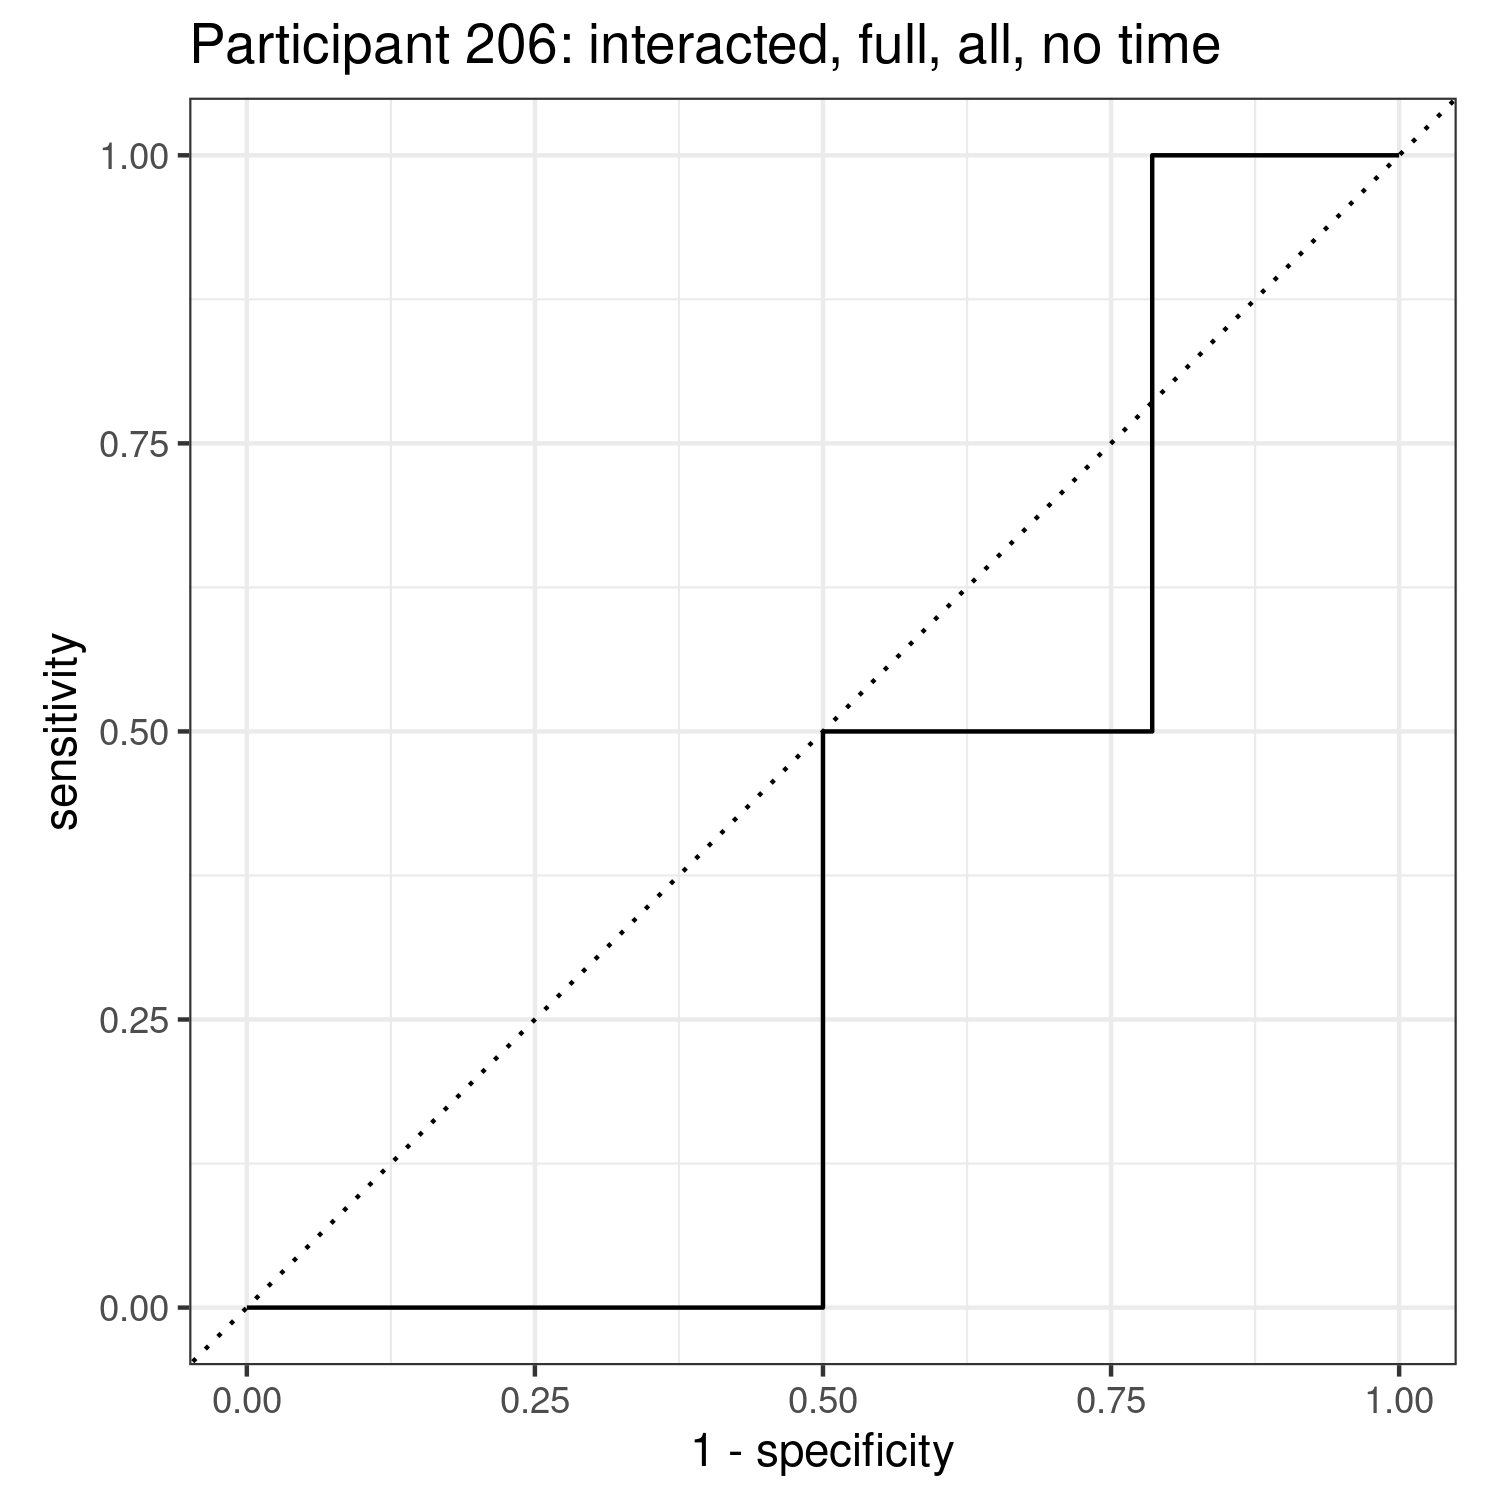 Participant 206: interacted, full, all, no time
sensitivity
1.00
0.75
0.50
0.25
0.00
0.00 0.25 0.50 0.75 1.00
1 - specificity